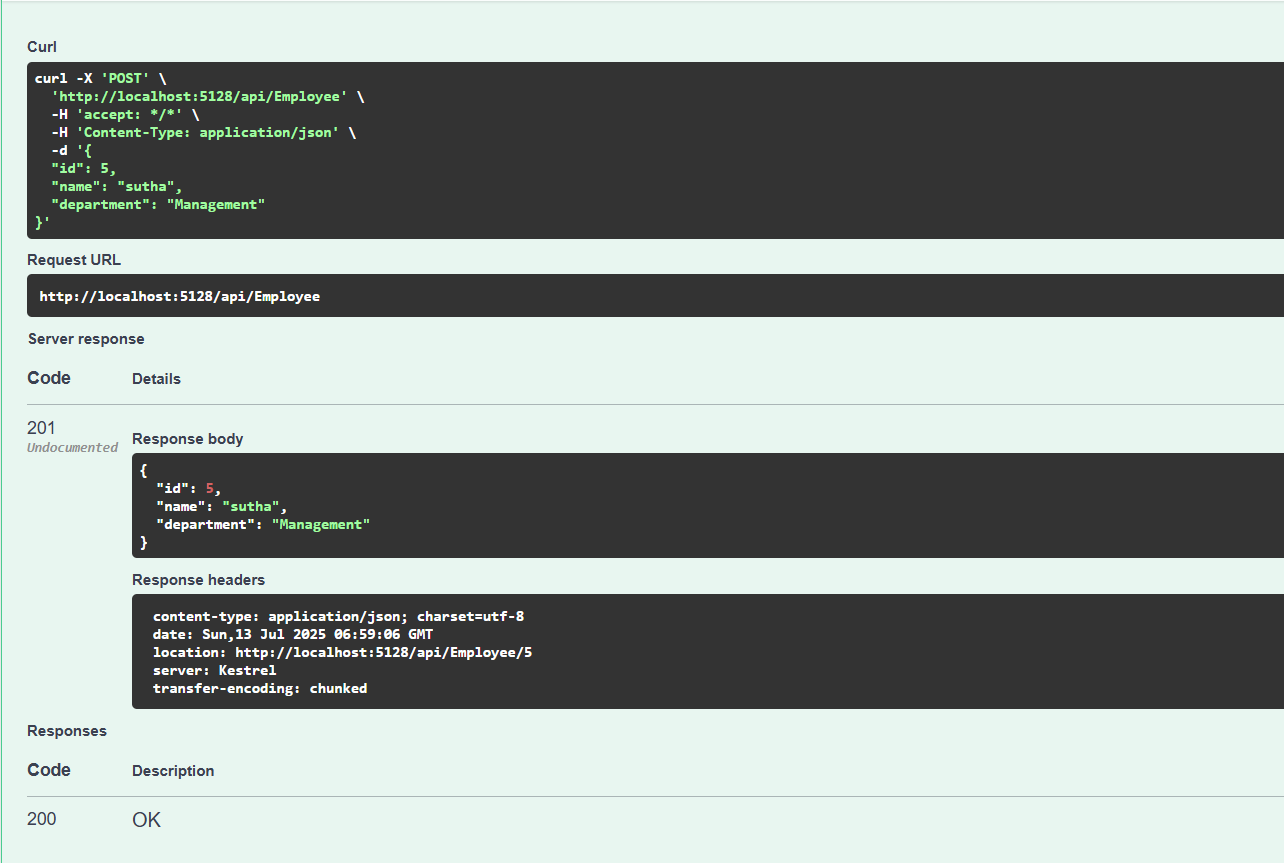 Curl
curl -X 'POST' \
  'http://localhost:5128/api/Employee' \
  -H 'accept: */*' \
  -H 'Content-Type: application/json' \
  -d '{
  "id": 5,
  "name": "sutha",
  "department": "Management"
}'
Request URL
http://localhost:5128/api/Employee
Server response
Code Details
201
Undocumented
Response body
{
  "id": 5,
  "name": "sutha",
  "department": "Management"
}
Response headers
content-type: application/json; charset=utf-8
date: Sun,13 Jul 2025 06:59:06 GMT
location: http://localhost:5128/api/Employee/5
server: Kestrel
transfer-encoding: chunked
Responses
Code Description
200 OK